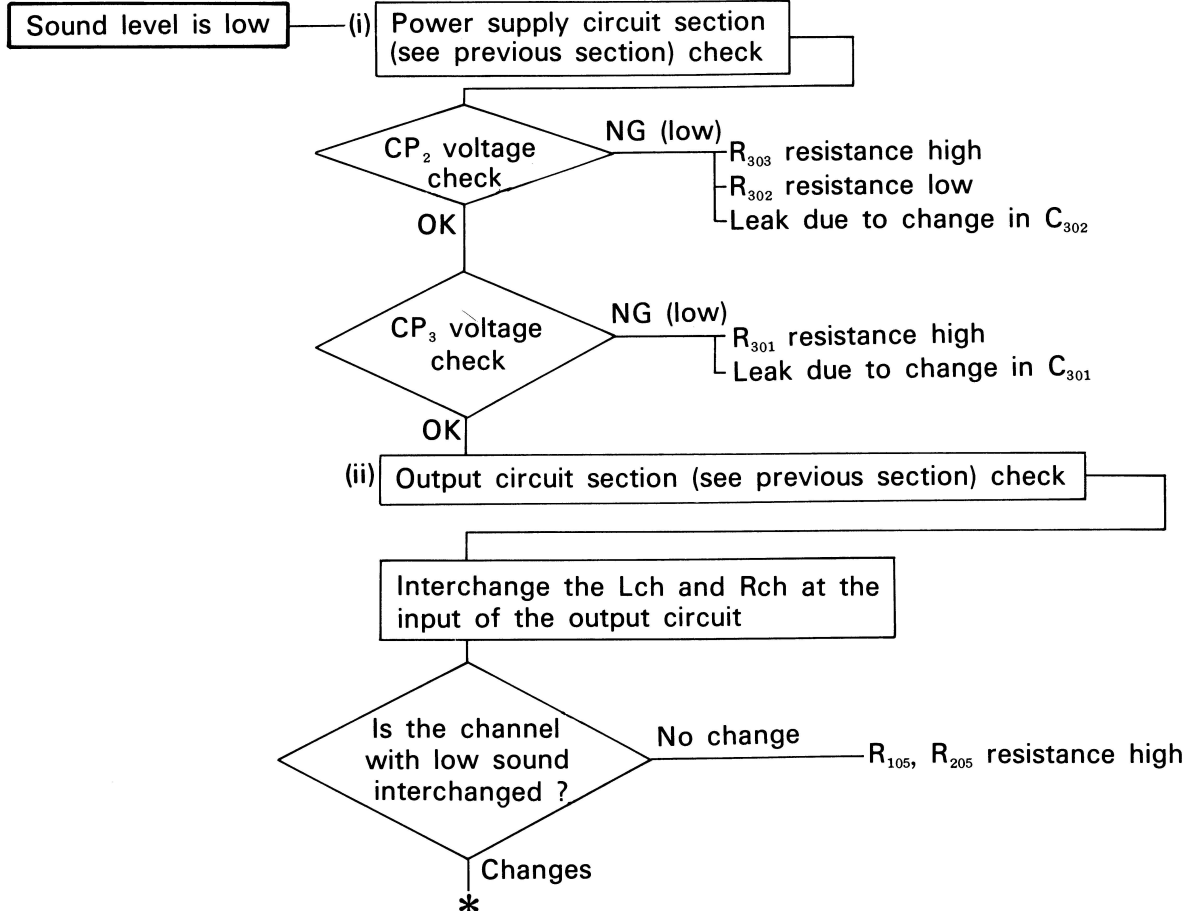 Sound level is low
(i)
Power supply circuit section
(see previous section) check
CP₂ voltage
check
NG (low)
R₃₀₃ resistance high
R₃₀₂ resistance low
Leak due to change in C₃₀₂
OK
CP₃ voltage
check
NG (low)
R₃₀₁ resistance high
Leak due to change in C₃₀₁
OK
(ii)
Output circuit section (see previous section) check
Interchange the Lch and Rch at the
input of the output circuit
Is the channel
with low sound
interchanged ?
No change
R₁₀₅, R₂₀₅ resistance high
Changes
*